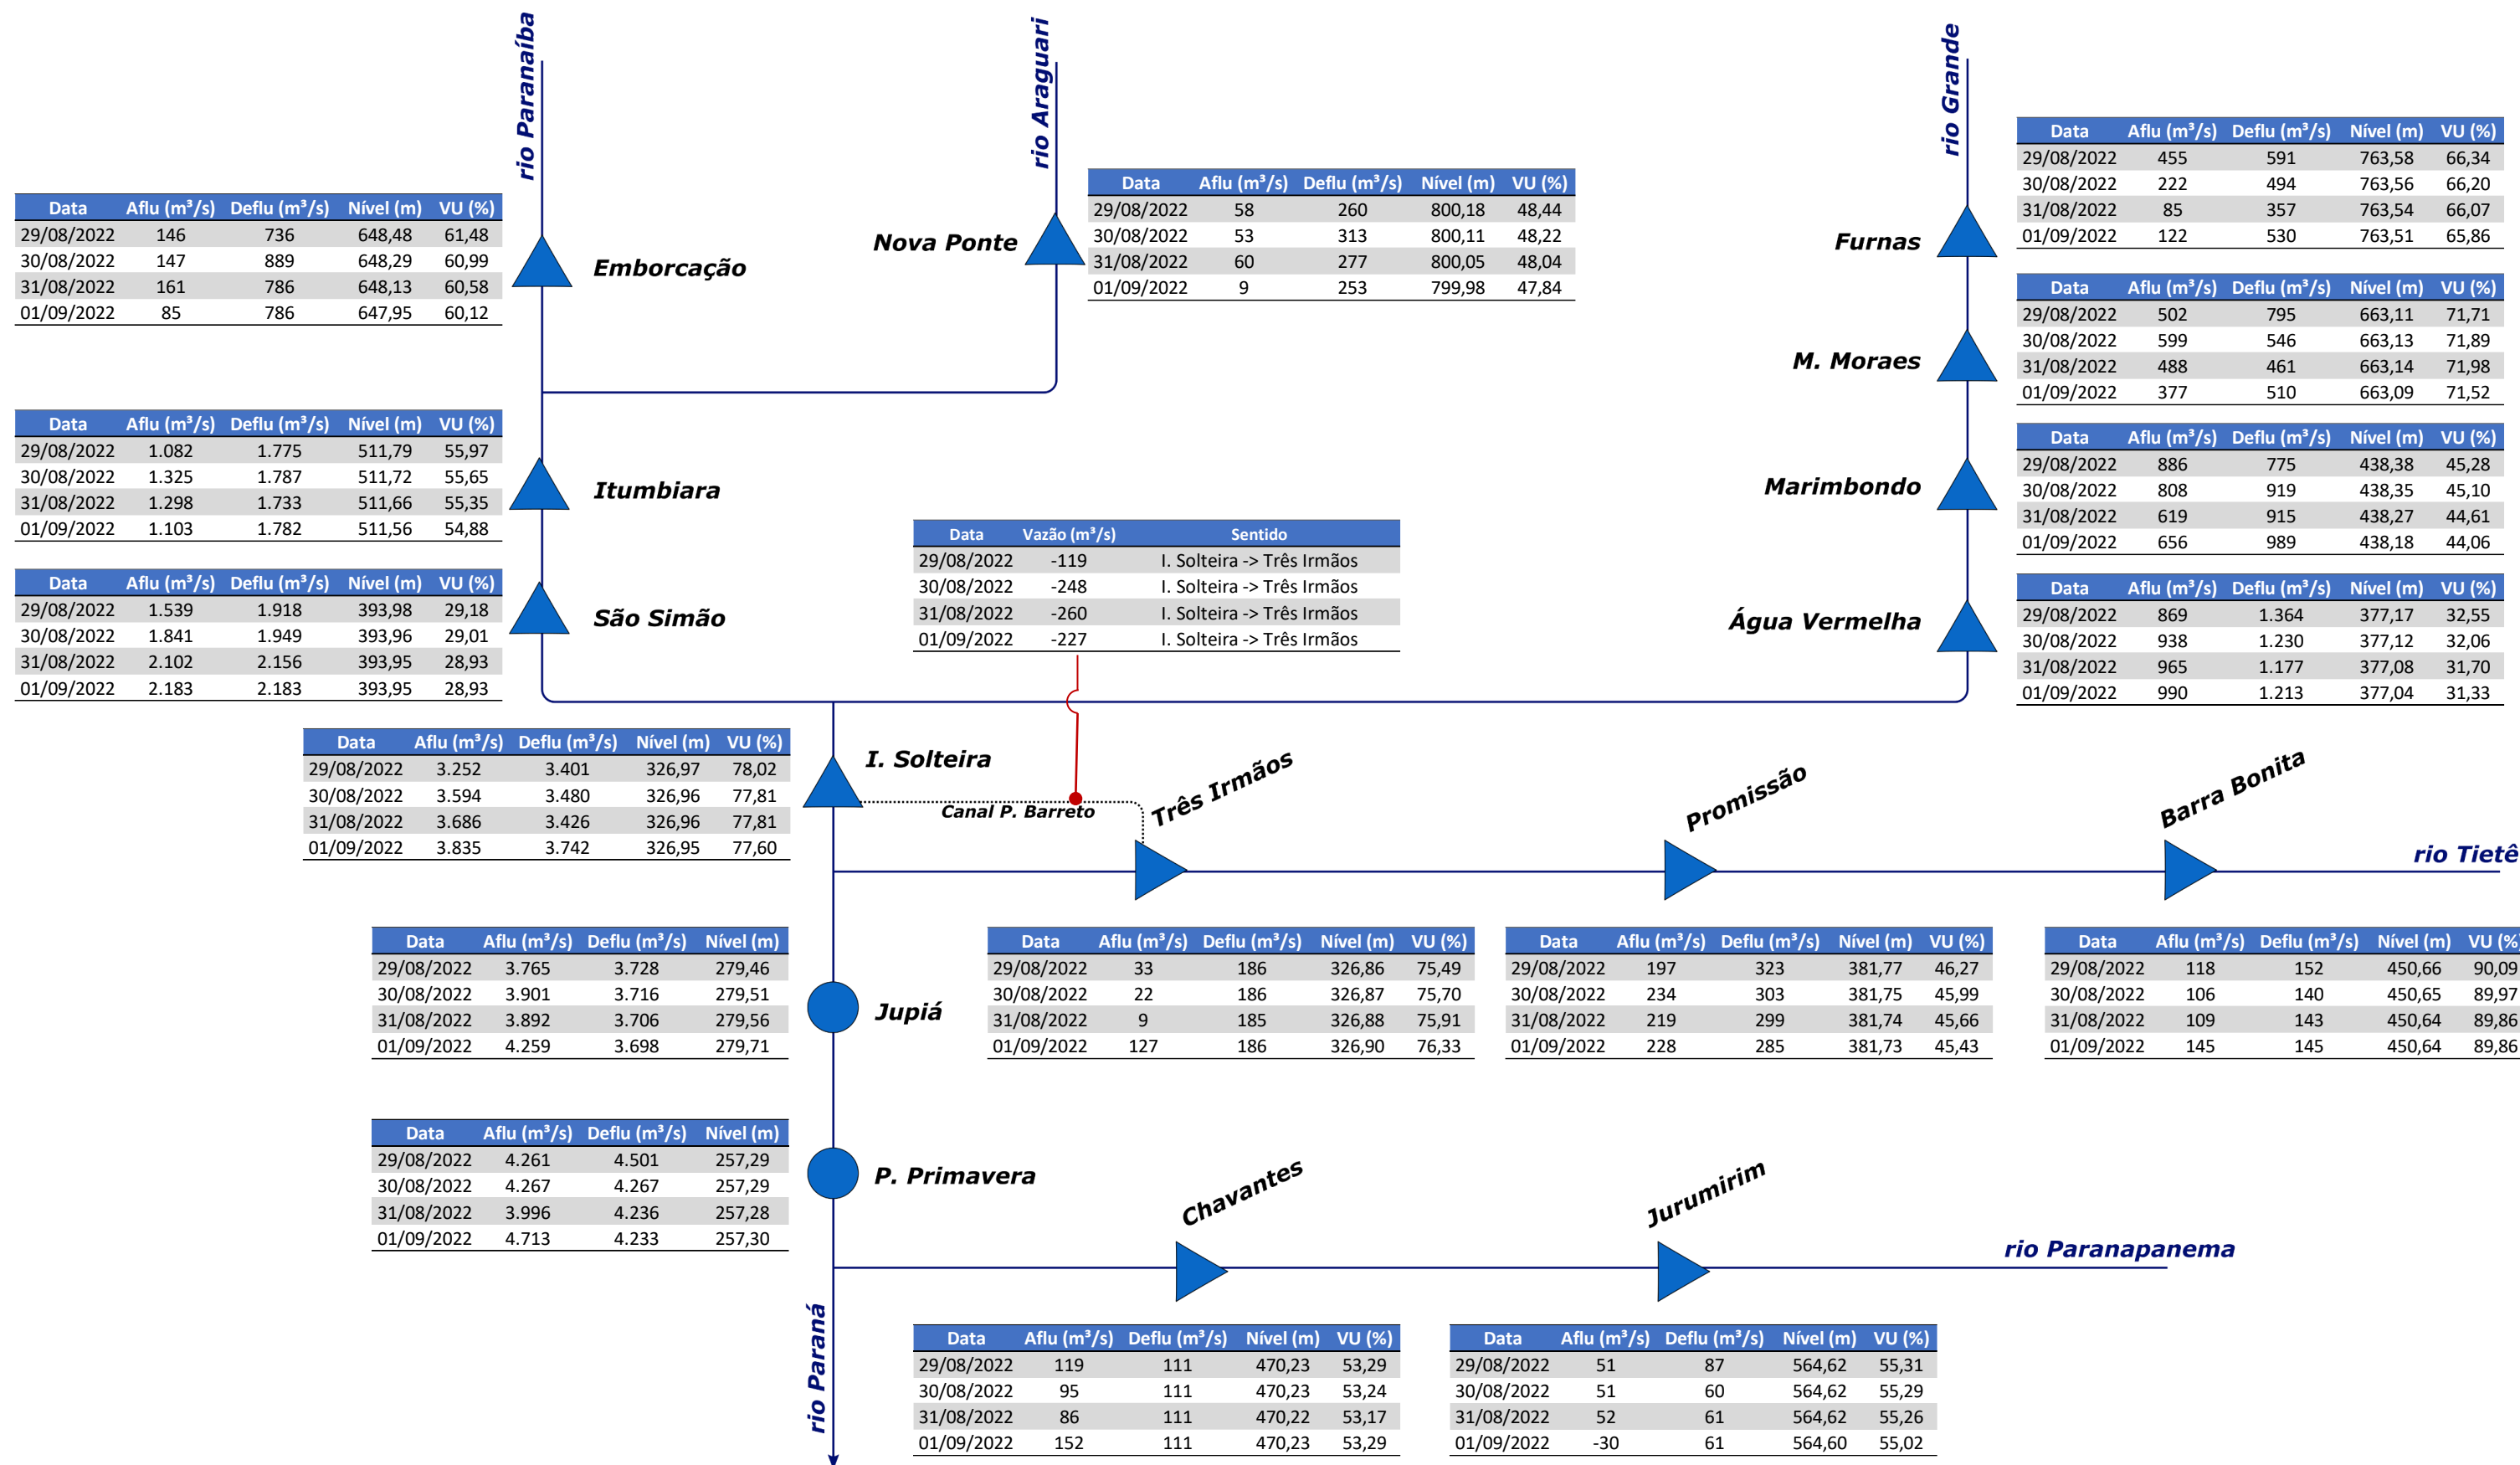 rio Paranaíba
rio Araguari
rio Grande
Data Aflu (m³/s) Deflu (m³/s) Nível (m) VU (%)
29/08/2022 146 736 648,48 61,48
30/08/2022 147 889 648,29 60,99
31/08/2022 161 786 648,13 60,58
01/09/2022 85 786 647,95 60,12
Emborcação
Nova Ponte
Data Aflu (m³/s) Deflu (m³/s) Nível (m) VU (%)
29/08/2022 58 260 800,18 48,44
30/08/2022 53 313 800,11 48,22
31/08/2022 60 277 800,05 48,04
01/09/2022 9 253 799,98 47,84
Furnas
Data Aflu (m³/s) Deflu (m³/s) Nível (m) VU (%)
29/08/2022 455 591 763,58 66,34
30/08/2022 222 494 763,56 66,20
31/08/2022 85 357 763,54 66,07
01/09/2022 122 530 763,51 65,86
M. Moraes
Data Aflu (m³/s) Deflu (m³/s) Nível (m) VU (%)
29/08/2022 502 795 663,11 71,71
30/08/2022 599 546 663,13 71,89
31/08/2022 488 461 663,14 71,98
01/09/2022 377 510 663,09 71,52
Data Aflu (m³/s) Deflu (m³/s) Nível (m) VU (%)
29/08/2022 1.082 1.775 511,79 55,97
30/08/2022 1.325 1.787 511,72 55,65
31/08/2022 1.298 1.733 511,66 55,35
01/09/2022 1.103 1.782 511,56 54,88
Itumbiara
Marimbondo
Data Aflu (m³/s) Deflu (m³/s) Nível (m) VU (%)
29/08/2022 886 775 438,38 45,28
30/08/2022 808 919 438,35 45,10
31/08/2022 619 915 438,27 44,61
01/09/2022 656 989 438,18 44,06
Data Vazão (m³/s) Sentido
29/08/2022 -119 I. Solteira -> Três Irmãos
30/08/2022 -248 I. Solteira -> Três Irmãos
31/08/2022 -260 I. Solteira -> Três Irmãos
01/09/2022 -227 I. Solteira -> Três Irmãos
Data Aflu (m³/s) Deflu (m³/s) Nível (m) VU (%)
29/08/2022 1.539 1.918 393,98 29,18
30/08/2022 1.841 1.949 393,96 29,01
31/08/2022 2.102 2.156 393,95 28,93
01/09/2022 2.183 2.183 393,95 28,93
São Simão
Água Vermelha
Data Aflu (m³/s) Deflu (m³/s) Nível (m) VU (%)
29/08/2022 869 1.364 377,17 32,55
30/08/2022 938 1.230 377,12 32,06
31/08/2022 965 1.177 377,08 31,70
01/09/2022 990 1.213 377,04 31,33
Data Aflu (m³/s) Deflu (m³/s) Nível (m) VU (%)
29/08/2022 3.252 3.401 326,97 78,02
30/08/2022 3.594 3.480 326,96 77,81
31/08/2022 3.686 3.426 326,96 77,81
01/09/2022 3.835 3.742 326,95 77,60
I. Solteira
Canal P. Barreto
Três Irmãos
Promissão
Barra Bonita
rio Tietê
Data Aflu (m³/s) Deflu (m³/s) Nível (m)
29/08/2022 3.765 3.728 279,46
30/08/2022 3.901 3.716 279,51
31/08/2022 3.892 3.706 279,56
01/09/2022 4.259 3.698 279,71
Jupiá
Data Aflu (m³/s) Deflu (m³/s) Nível (m) VU (%)
29/08/2022 33 186 326,86 75,49
30/08/2022 22 186 326,87 75,70
31/08/2022 9 185 326,88 75,91
01/09/2022 127 186 326,90 76,33
Data Aflu (m³/s) Deflu (m³/s) Nível (m) VU (%)
29/08/2022 197 323 381,77 46,27
30/08/2022 234 303 381,75 45,99
31/08/2022 219 299 381,74 45,66
01/09/2022 228 285 381,73 45,43
Data Aflu (m³/s) Deflu (m³/s) Nível (m) VU (%)
29/08/2022 118 152 450,66 90,09
30/08/2022 106 140 450,65 89,97
31/08/2022 109 143 450,64 89,86
01/09/2022 145 145 450,64 89,86
Data Aflu (m³/s) Deflu (m³/s) Nível (m)
29/08/2022 4.261 4.501 257,29
30/08/2022 4.267 4.267 257,29
31/08/2022 3.996 4.236 257,28
01/09/2022 4.713 4.233 257,30
P. Primavera
Chavantes
Jurumirim
rio Paranapanema
rio Paraná
Data Aflu (m³/s) Deflu (m³/s) Nível (m) VU (%)
29/08/2022 119 111 470,23 53,29
30/08/2022 95 111 470,23 53,24
31/08/2022 86 111 470,22 53,17
01/09/2022 152 111 470,23 53,29
Data Aflu (m³/s) Deflu (m³/s) Nível (m) VU (%)
29/08/2022 51 87 564,62 55,31
30/08/2022 51 60 564,62 55,29
31/08/2022 52 61 564,62 55,26
01/09/2022 -30 61 564,60 55,02